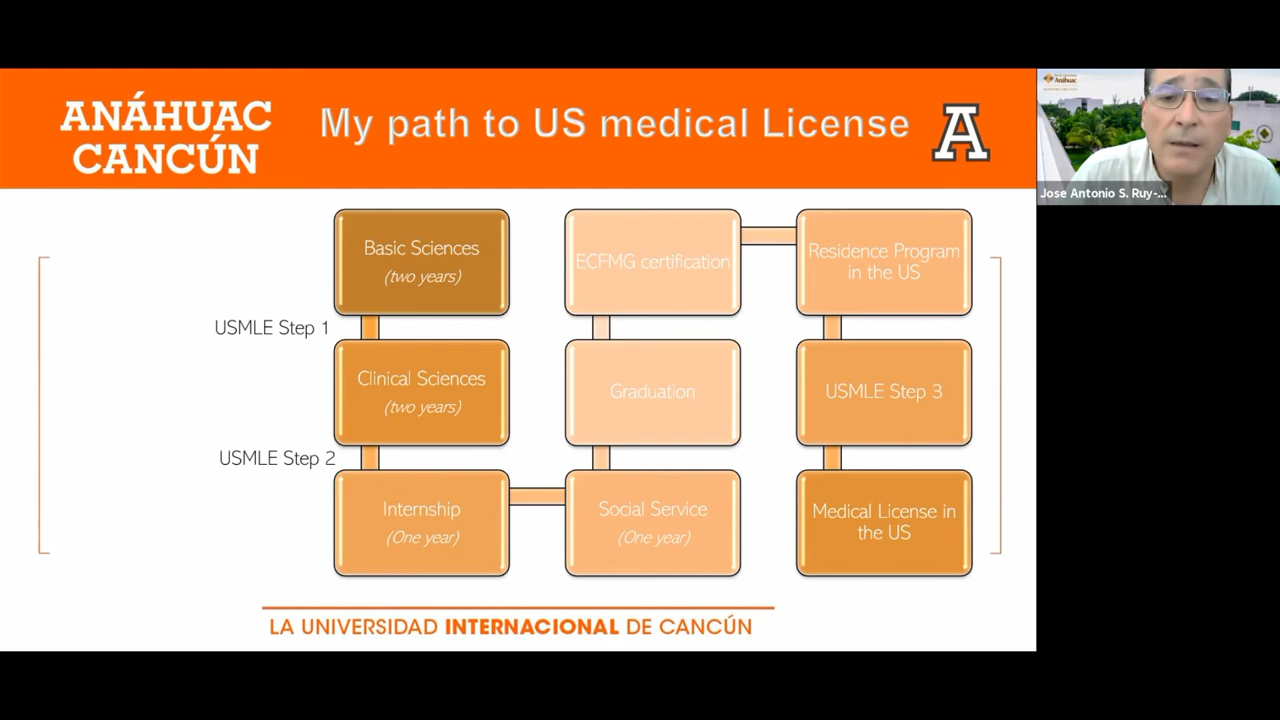 ANÁHUAC
CANCÚN
My path to US medical License
A
Anáhuac
Jose Antonio S. Ruy-...
Basic Sciences
(two years)
USMLE Step 1
Clinical Sciences
(two years)
USMLE Step 2
Internship
(One year)
Social Service
(One year)
Graduation
ECFMG certification
Residence Program
in the US
USMLE Step 3
Medical License in
the US
LA UNIVERSIDAD INTERNACIONAL DE CANCÚN